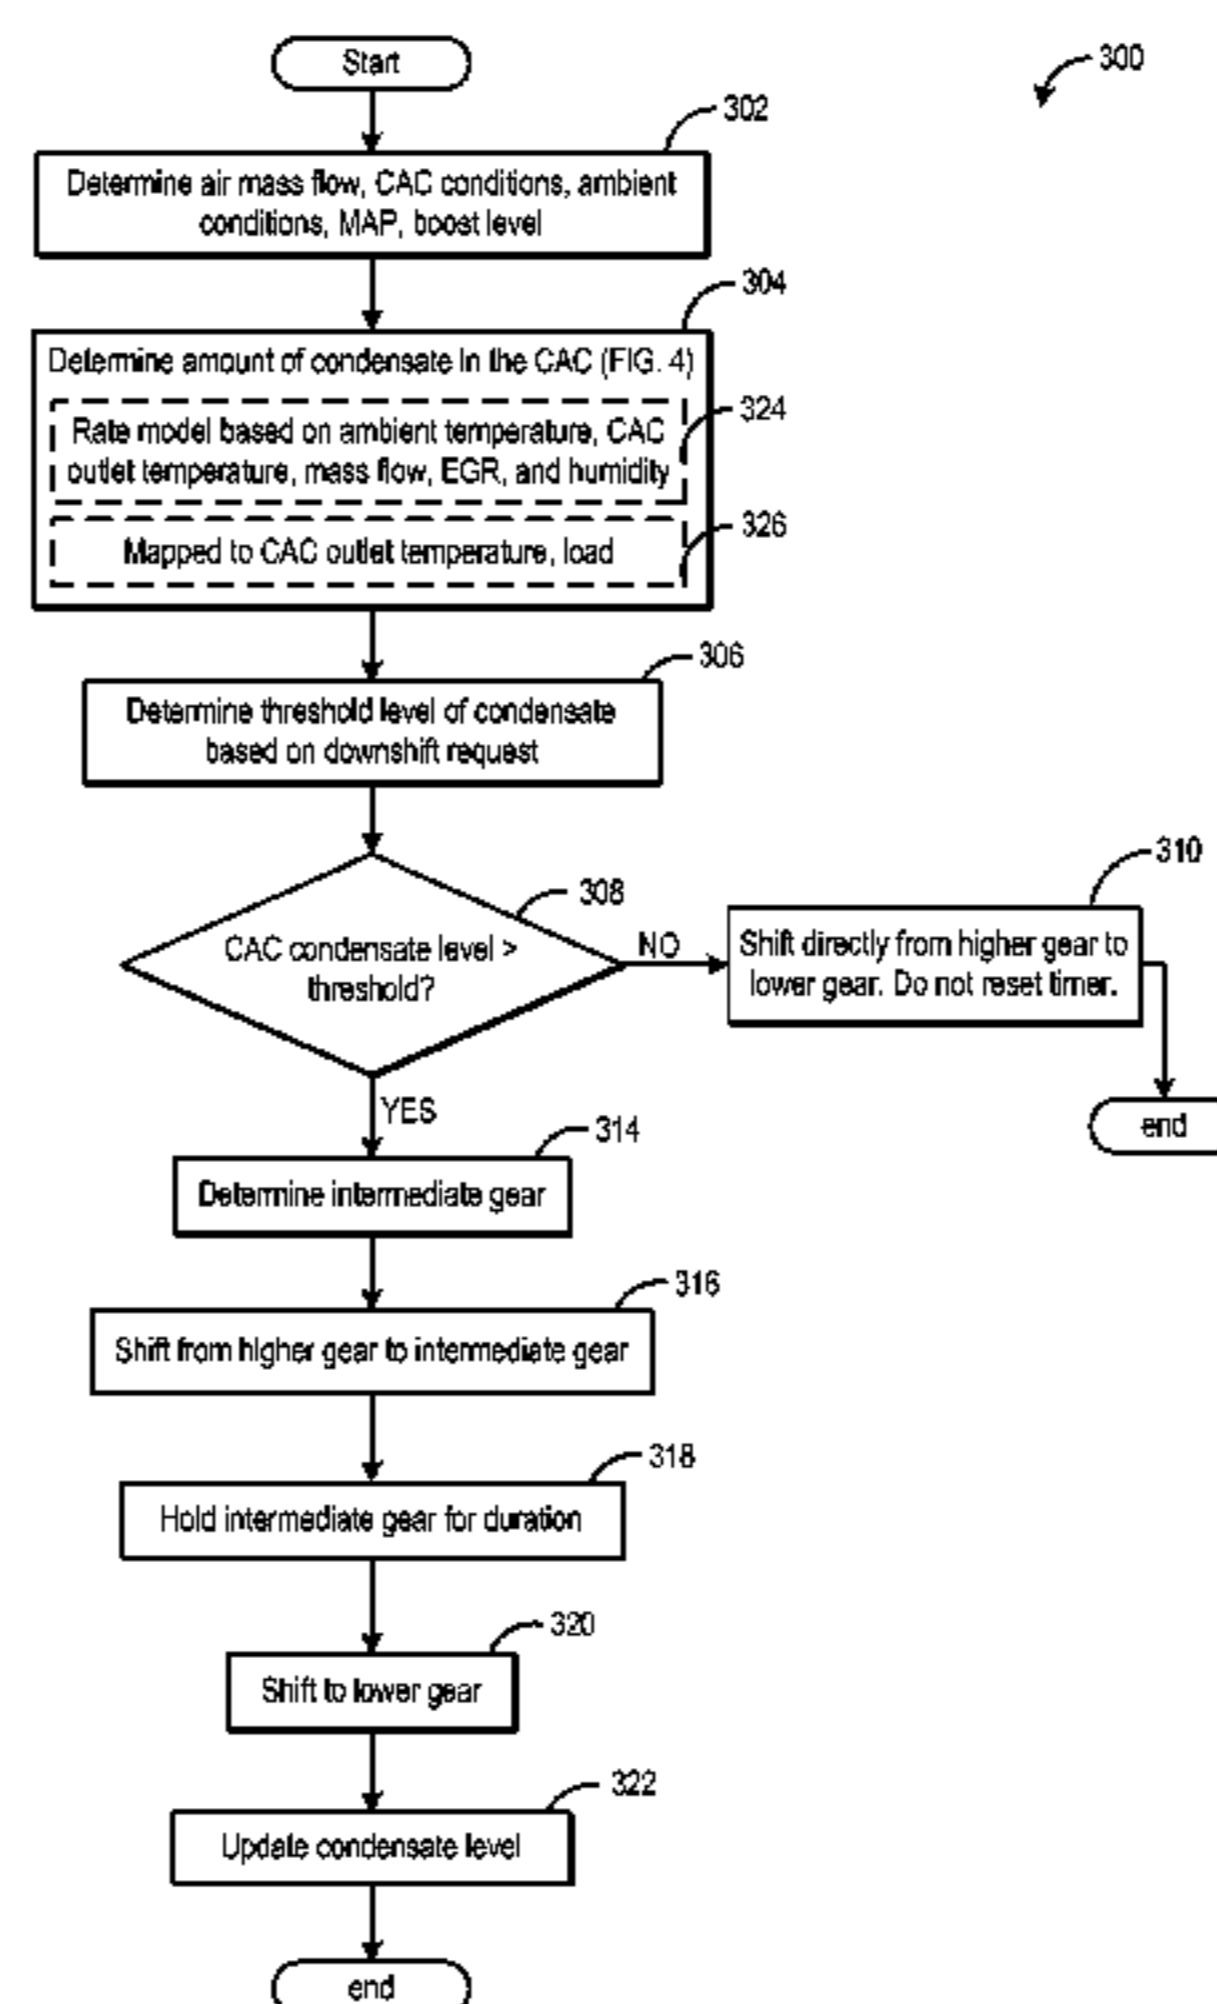 Start
300
302
Determine air mass flow, CAC conditions, ambient
conditions, MAP, boost level
304
Determine amount of condensate in the CAC (FIG. 4)
324
Rate model based on ambient temperature, CAC
outlet temperature, mass flow, EGR, and humidity
326
Mapped to CAC outlet temperature, load
306
Determine threshold level of condensate
based on downshift request
308
CAC condensate level >
threshold?
NO
310
Shift directly from higher gear to
lower gear. Do not reset timer.
end
YES
314
Determine intermediate gear
316
Shift from higher gear to intermediate gear
318
Hold intermediate gear for duration
320
Shift to lower gear
322
Update condensate level
end